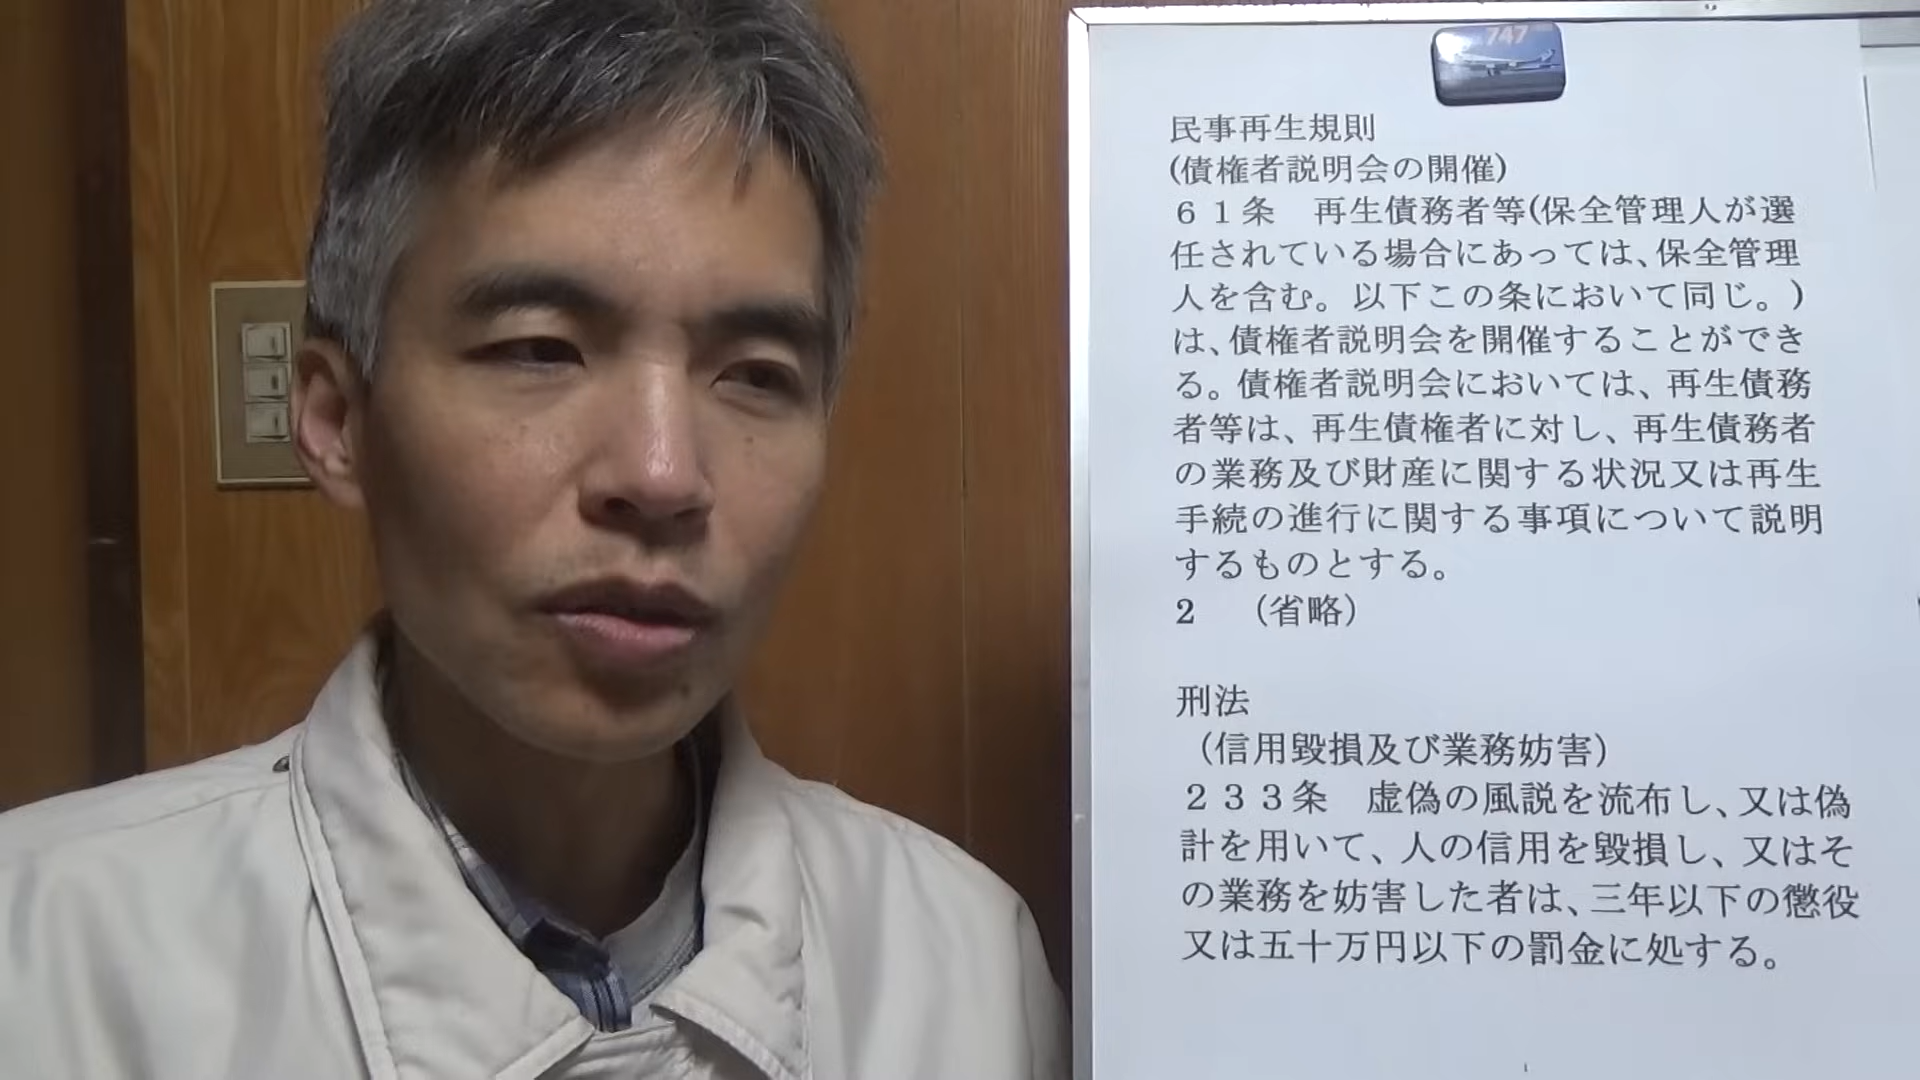 747
民事再生規則
(債権者説明会の開催)
６１条　再生債務者等(保全管理人が選
任されている場合にあっては、保全管理
人を含む。以下この条において同じ。)
は、債権者説明会を開催することができ
る。債権者説明会においては、再生債務
者等は、再生債権者に対し、再生債務者
の業務及び財産に関する状況又は再生
手続の進行に関する事項について説明
するものとする。
2　（省略）
刑法
（信用毀損及び業務妨害）
２３３条　虚偽の風説を流布し、又は偽
計を用いて、人の信用を毀損し、又はそ
の業務を妨害した者は、三年以下の懲役
又は五十万円以下の罰金に処する。